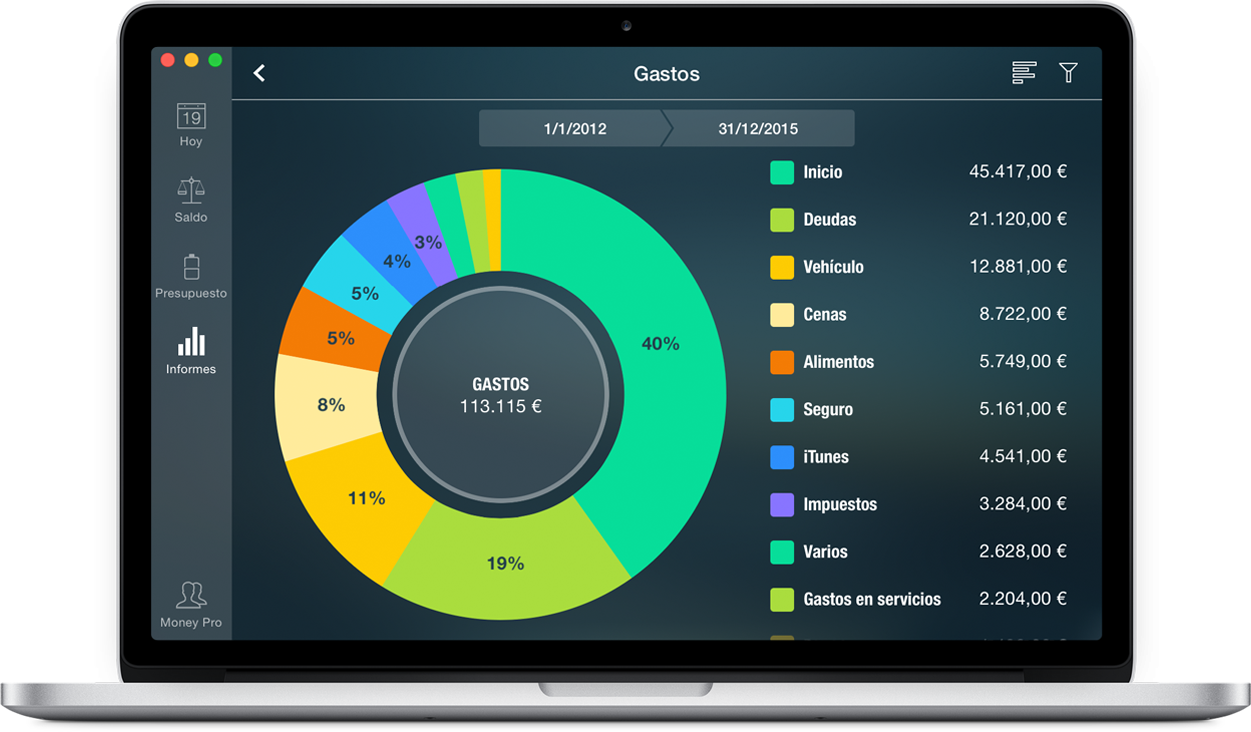 Gastos
19
Hoy
Saldo
Presupuesto
Informes
Money Pro
1/1/2012
31/12/2015
40%
19%
11%
8%
5%
5%
4%
3%
GASTOS
113.115 €
Inicio 45.417,00 €
Deudas 21.120,00 €
Vehículo 12.881,00 €
Cenas 8.722,00 €
Alimentos 5.749,00 €
Seguro 5.161,00 €
iTunes 4.541,00 €
Impuestos 3.284,00 €
Varios 2.628,00 €
Gastos en servicios 2.204,00 €